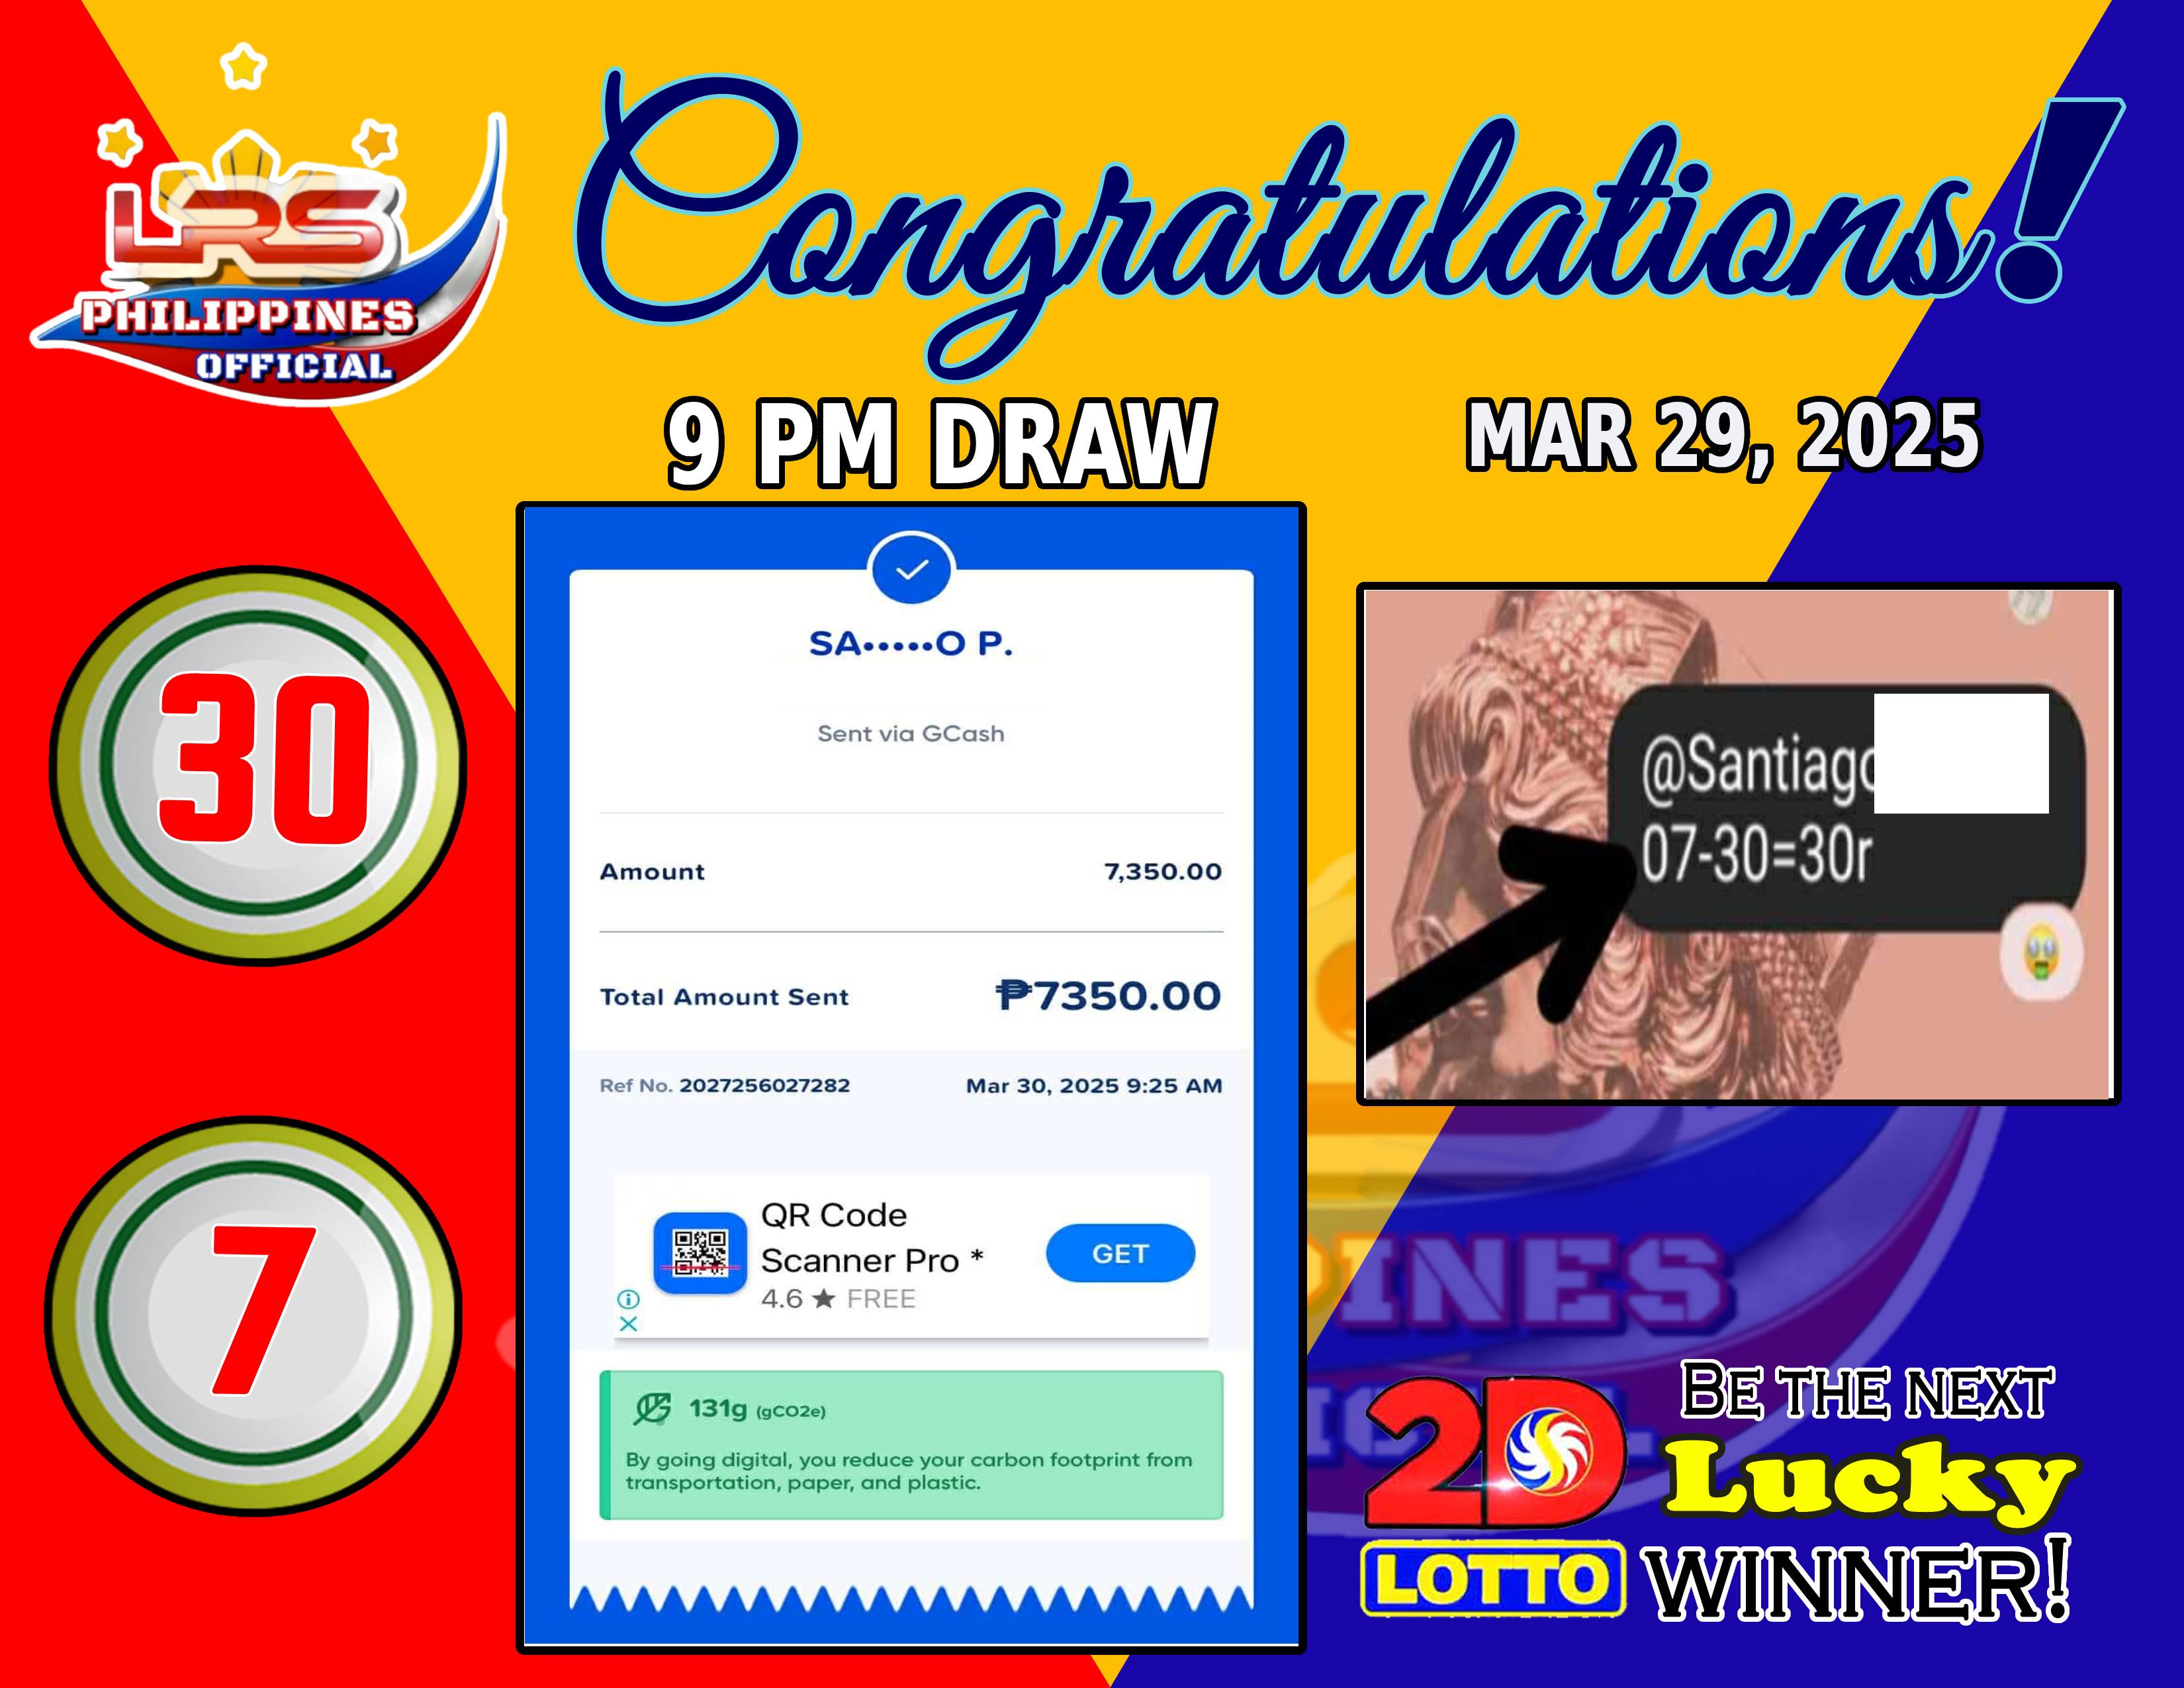 LRS
PHILIPPINES
OFFICIAL
Congratulations!
9 PM DRAW
MAR 29, 2025
30
7
SA•••••O P.
Sent via GCash
Amount 7,350.00
Total Amount Sent ₱7350.00
Ref No. 2027256027282 Mar 30, 2025 9:25 AM
QR Code
Scanner Pro *
4.6 ★ FREE
GET
131g (gCO2e)
By going digital, you reduce your carbon footprint from
transportation, paper, and plastic.
@Santiago
07-30=30r
PINES
2D
LOTTO
BE THE NEXT
Lucky
WINNER!